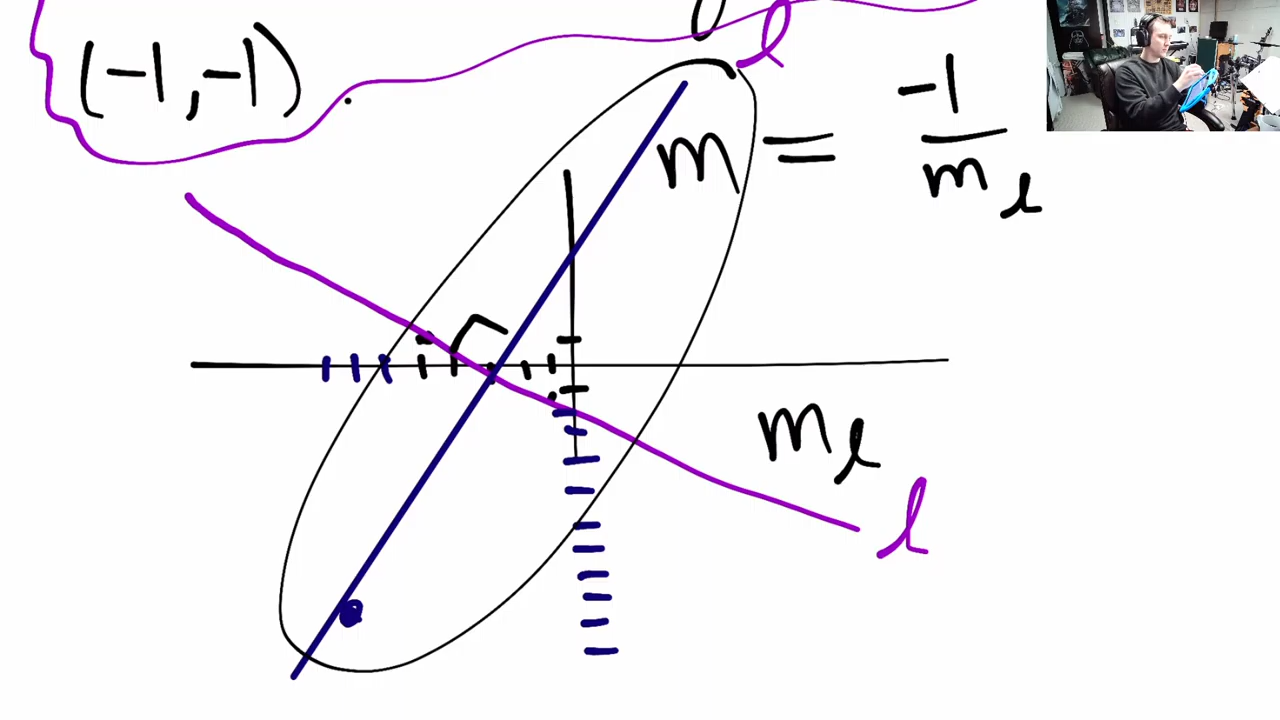 l
(-1,-1).
m = -1/m_l
m_l
l